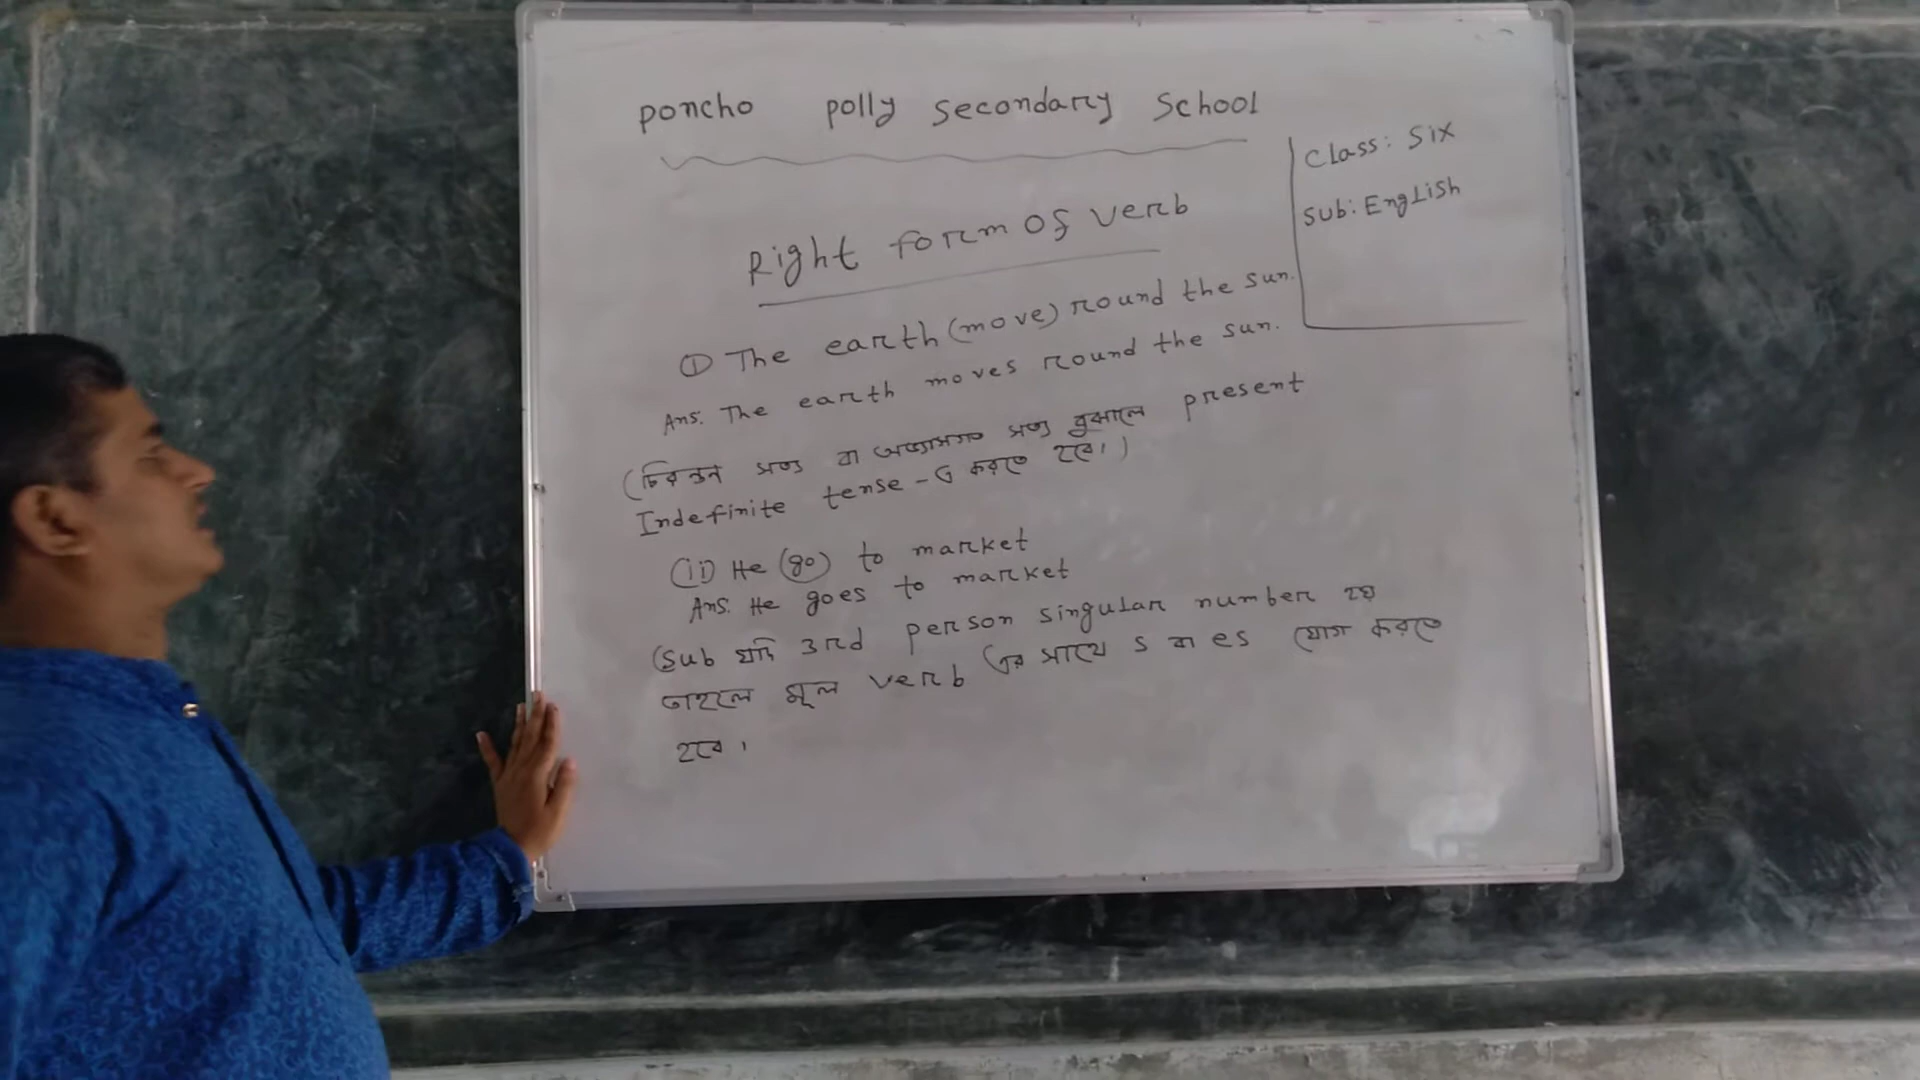 Poncho Polly Secondary School
Class: Six
Sub: English
Right form of verb
① The earth (move) round the sun.
Ans. The earth moves round the sun.
(চিরন্তন সত্য বা অভ্যাসগত সত্য বুঝালে present
Indefinite tense - এ করতে হবে।)
(ii) He (go) to market
Ans. He goes to market
(Sub যদি 3rd person singular number হয়
তাহলে মূল verb এর সাথে s বা es যোগ করতে
হবে।